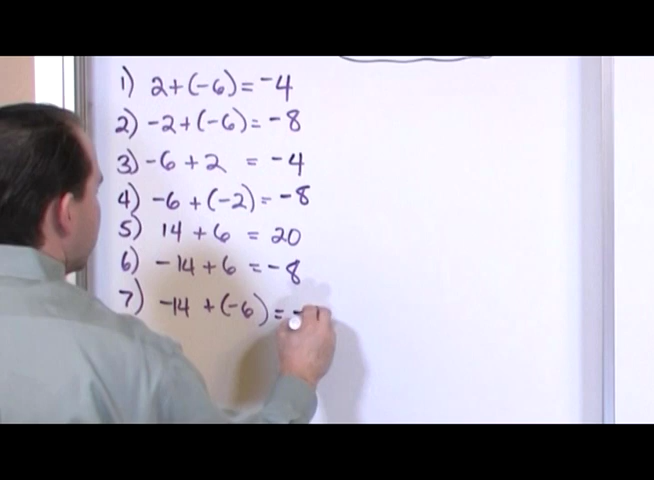 1) 2+(-6)=-4
2) -2+(-6)=-8
3) -6+2 = -4
4) -6+(-2)=-8
5) 14+6 = 20
6) -14+6 =-8
7) -14 +(-6)= -